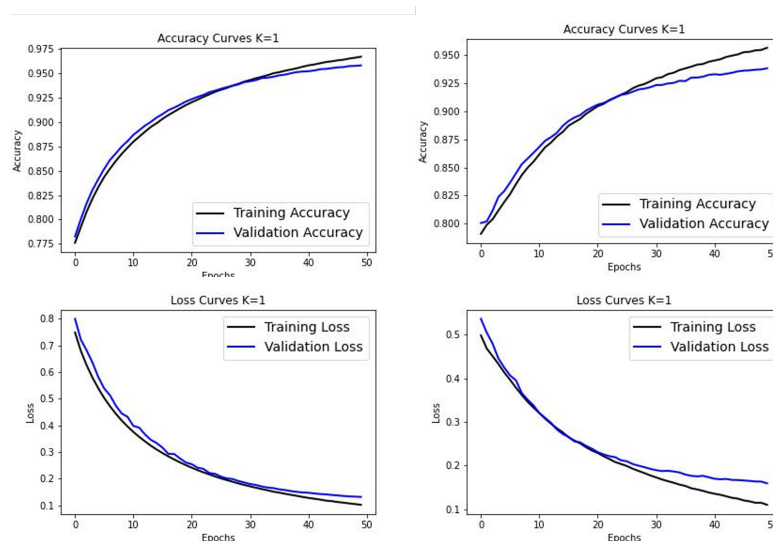 Accuracy Curves K=1
0.975
0.950
0.925
0.900
0.875
0.850
0.825
0.800
0.775
Accuracy
Training Accuracy
Validation Accuracy
0 10 20 30 40 50
Epochs
Accuracy Curves K=1
0.950
0.925
0.900
0.875
0.850
0.825
0.800
Accuracy
Training Accuracy
Validation Accuracy
0 10 20 30 40 5
Epochs
Loss Curves K=1
0.8
0.7
0.6
0.5
0.4
0.3
0.2
0.1
Loss
Training Loss
Validation Loss
0 10 20 30 40 50
Epochs
Loss Curves K=1
0.5
0.4
0.3
0.2
0.1
Loss
Training Loss
Validation Loss
0 10 20 30 40 5
Epochs